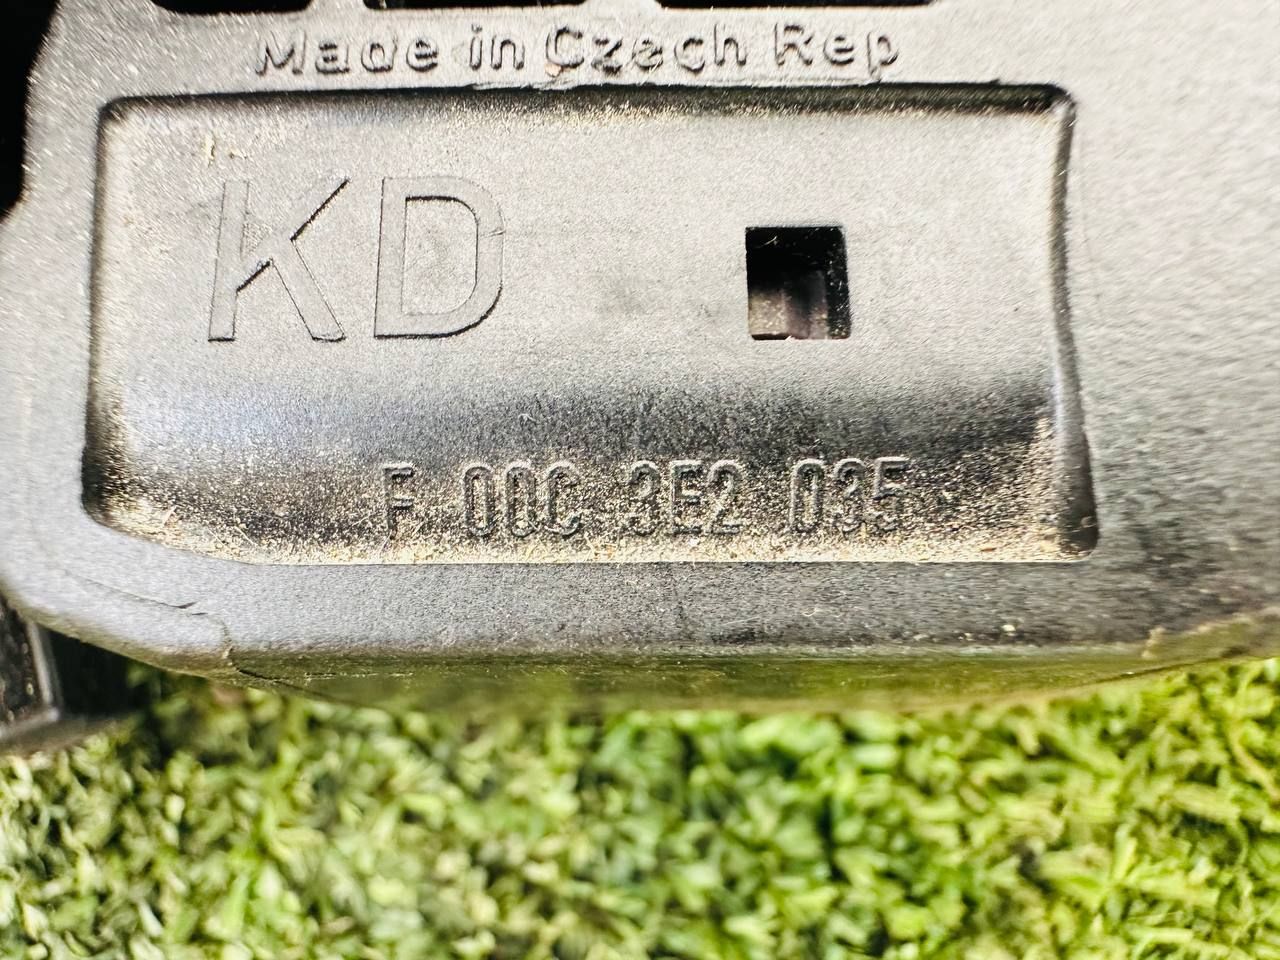 Made in Czech Rep
KD
F 00C 3E2 035